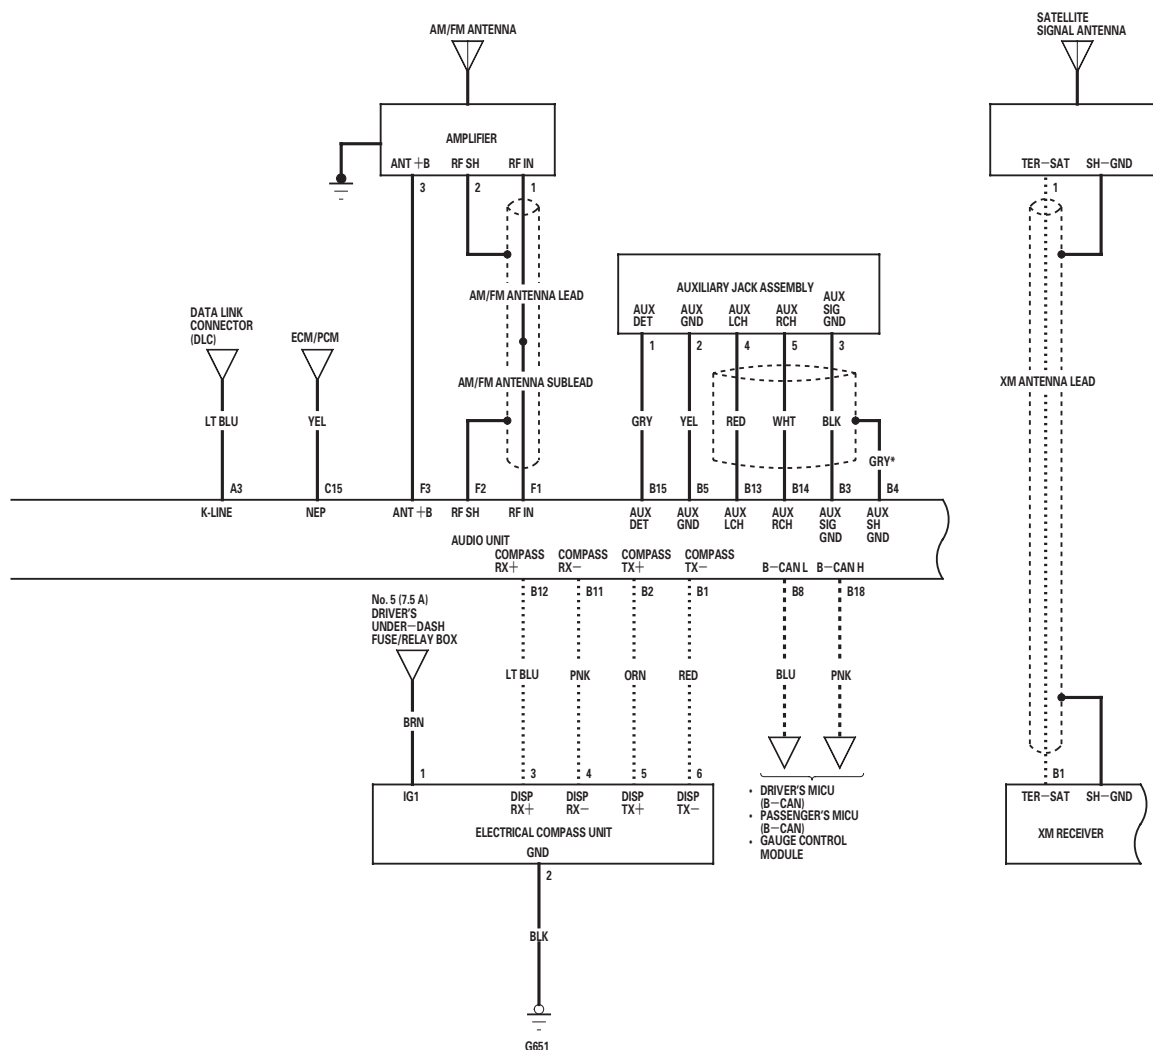 AM/FM ANTENNA
SATELLITE
SIGNAL ANTENNA
AMPLIFIER
ANT +B
RF SH
RF IN
3
2
1
TER−SAT
SH−GND
1
AM/FM ANTENNA LEAD
AM/FM ANTENNA SUBLEAD
AUXILIARY JACK ASSEMBLY
AUX
DET
AUX
GND
AUX
LCH
AUX
RCH
AUX
SIG
GND
1
2
4
5
3
DATA LINK
CONNECTOR
(DLC)
ECM/PCM
XM ANTENNA LEAD
LT BLU
YEL
GRY
YEL
RED
WHT
BLK
GRY*
A3
C15
F3
F2
F1
B15
B5
B13
B14
B3
B4
K-LINE
NEP
ANT +B
RF SH
RF IN
AUX
DET
AUX
GND
AUX
LCH
AUX
RCH
AUX
SIG
GND
AUX
SH
GND
AUDIO UNIT
COMPASS
RX+
COMPASS
RX−
COMPASS
TX+
COMPASS
TX−
B−CAN L
B−CAN H
B12
B11
B2
B1
B8
B18
No. 5 (7.5 A)
DRIVER'S
UNDER−DASH
FUSE/RELAY BOX
LT BLU
PNK
ORN
RED
BLU
PNK
BRN
1
3
4
5
6
IG1
DISP
RX+
DISP
RX−
DISP
TX+
DISP
TX−
ELECTRICAL COMPASS UNIT
GND
2
• DRIVER'S MICU
(B−CAN)
• PASSENGER'S MICU
(B−CAN)
• GAUGE CONTROL
MODULE
B1
TER−SAT
SH−GND
XM RECEIVER
BLK
G651